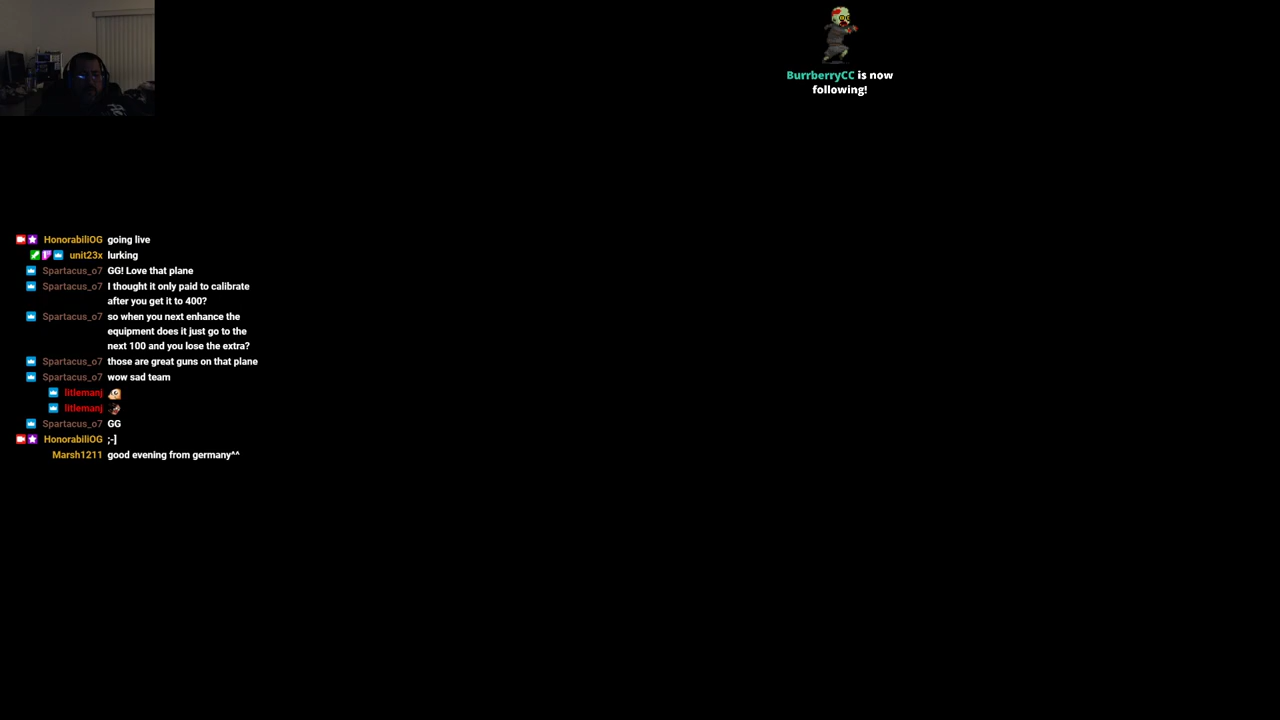 BurrberryCC is now
following!
HonorabiliOG going live
unit23x lurking
Spartacus_o7 GG! Love that plane
Spartacus_o7 I thought it only paid to calibrate
after you get it to 400?
Spartacus_o7 so when you next enhance the
equipment does it just go to the
next 100 and you lose the extra?
Spartacus_o7 those are great guns on that plane
Spartacus_o7 wow sad team
litlemanj
litlemanj
Spartacus_o7 GG
HonorabiliOG ;-]
Marsh1211 good evening from germany^^